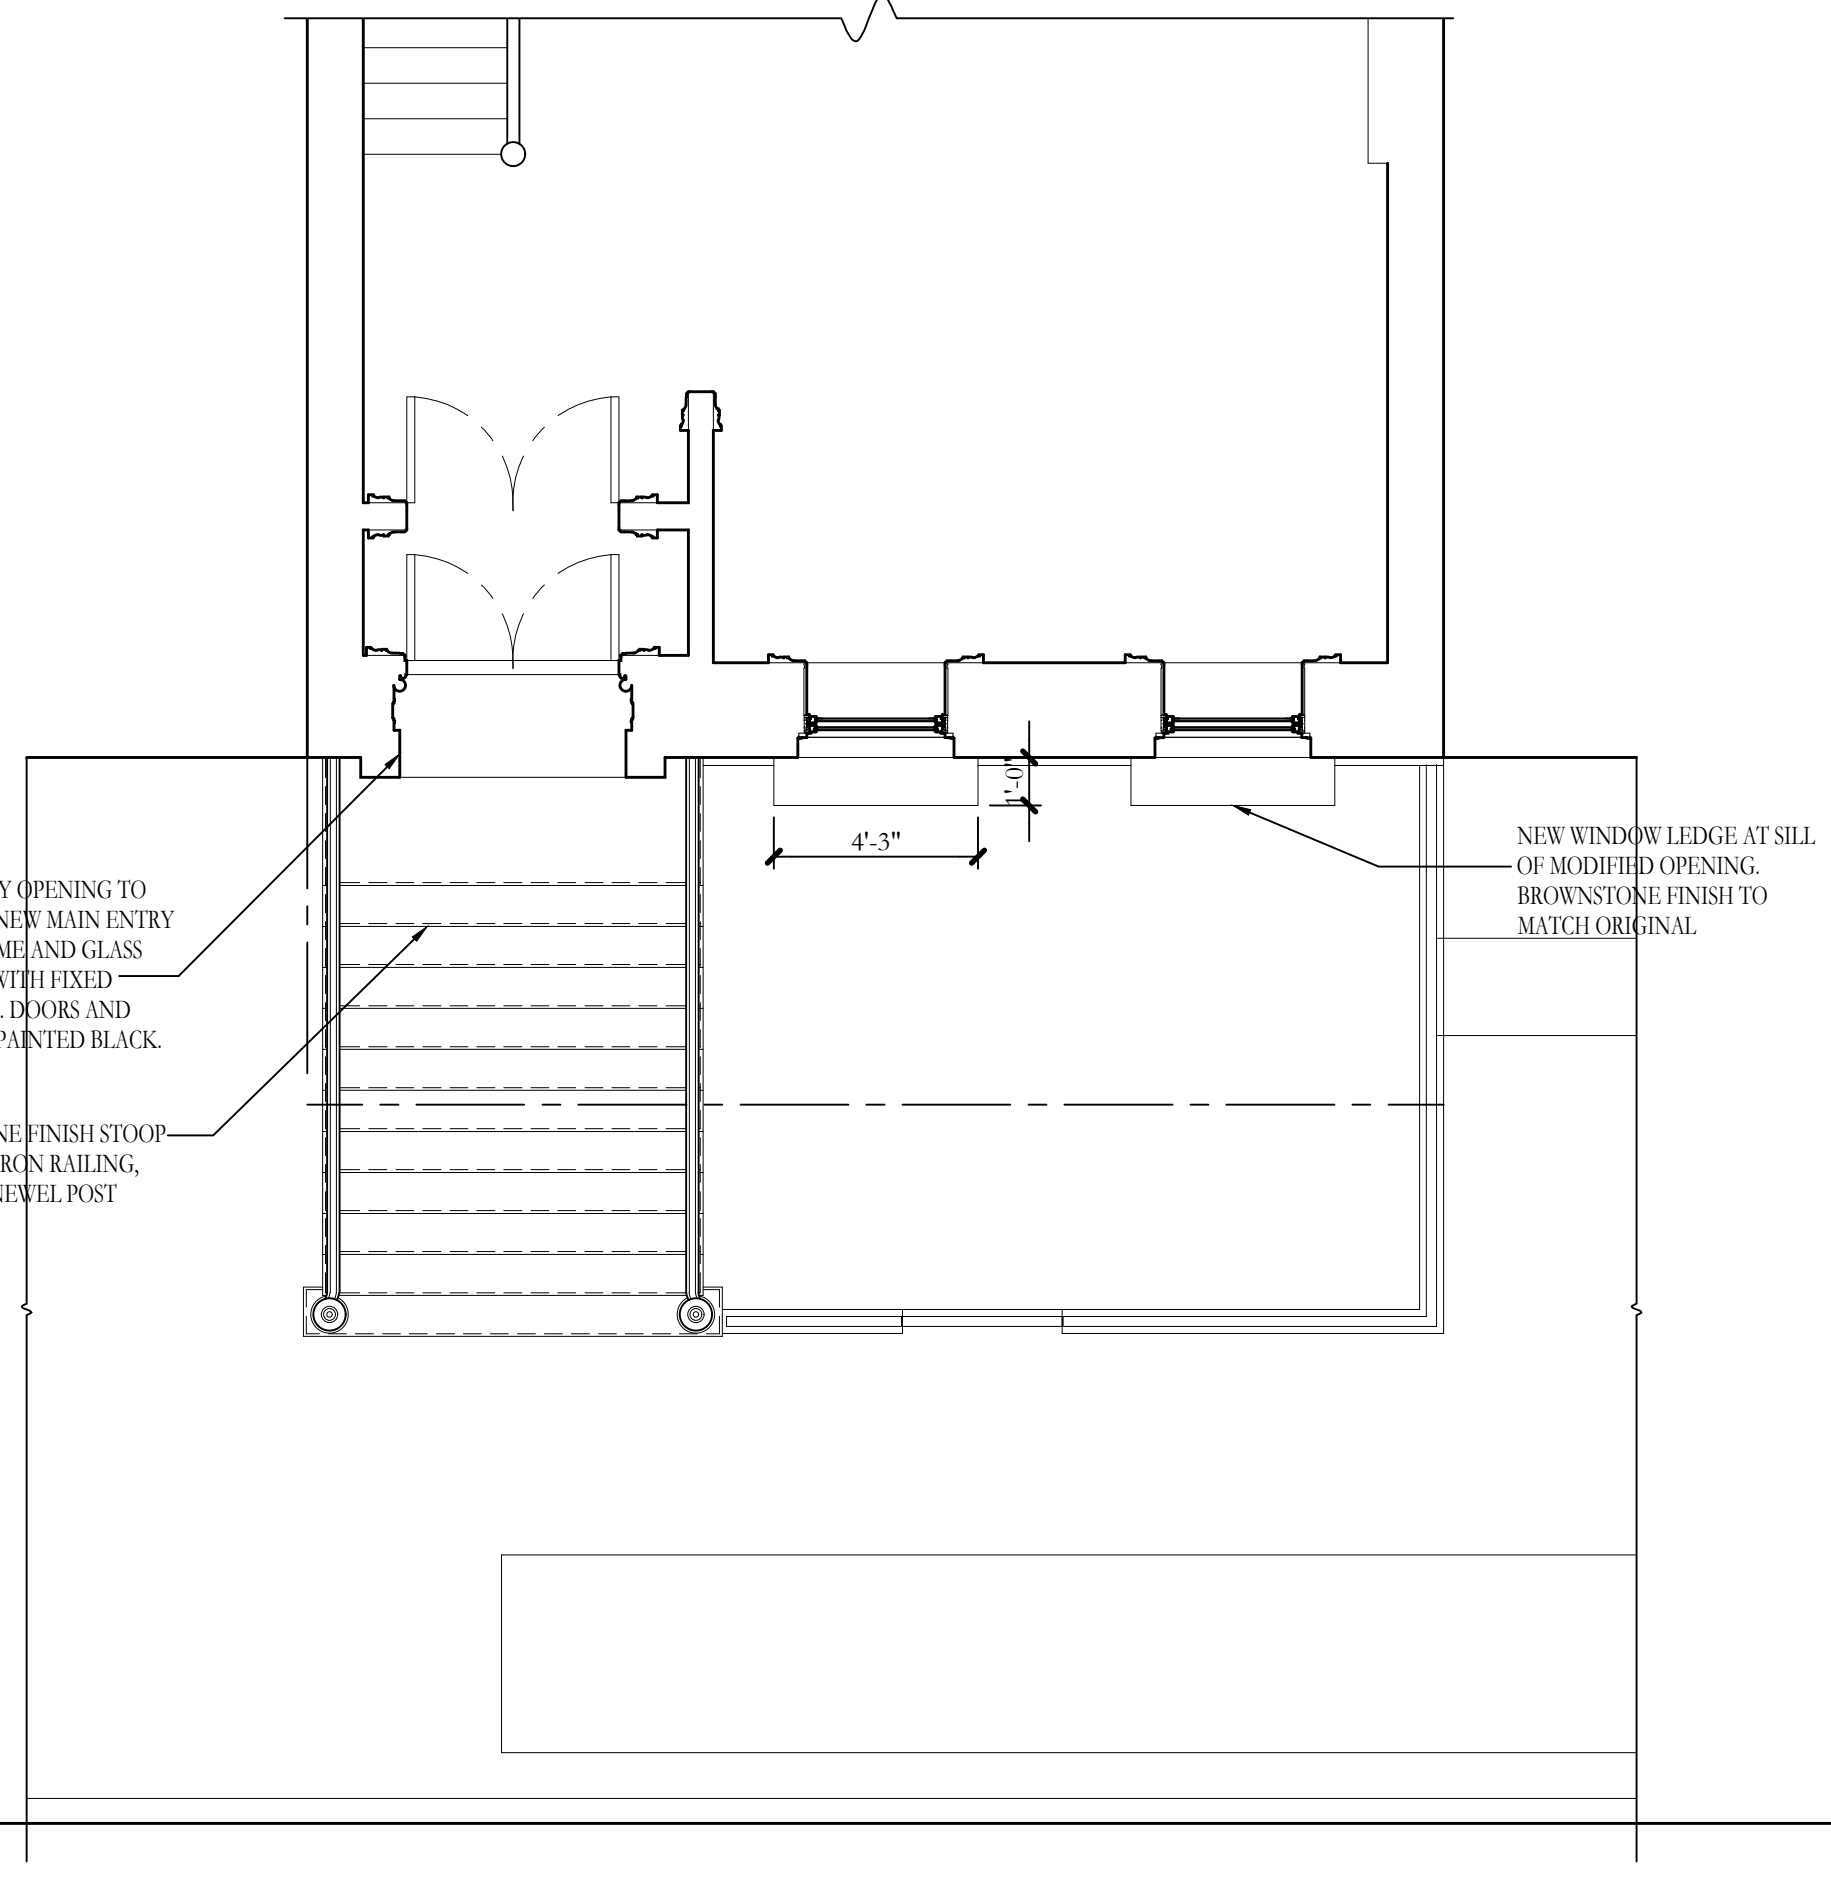 Y OPENING TO
NEW MAIN ENTRY
ME AND GLASS
WITH FIXED
. DOORS AND
PAINTED BLACK.
NE FINISH STOOP
RON RAILING,
NEWEL POST
4'-3"
1'-0"
NEW WINDOW LEDGE AT SILL
OF MODIFIED OPENING.
BROWNSTONE FINISH TO
MATCH ORIGINAL